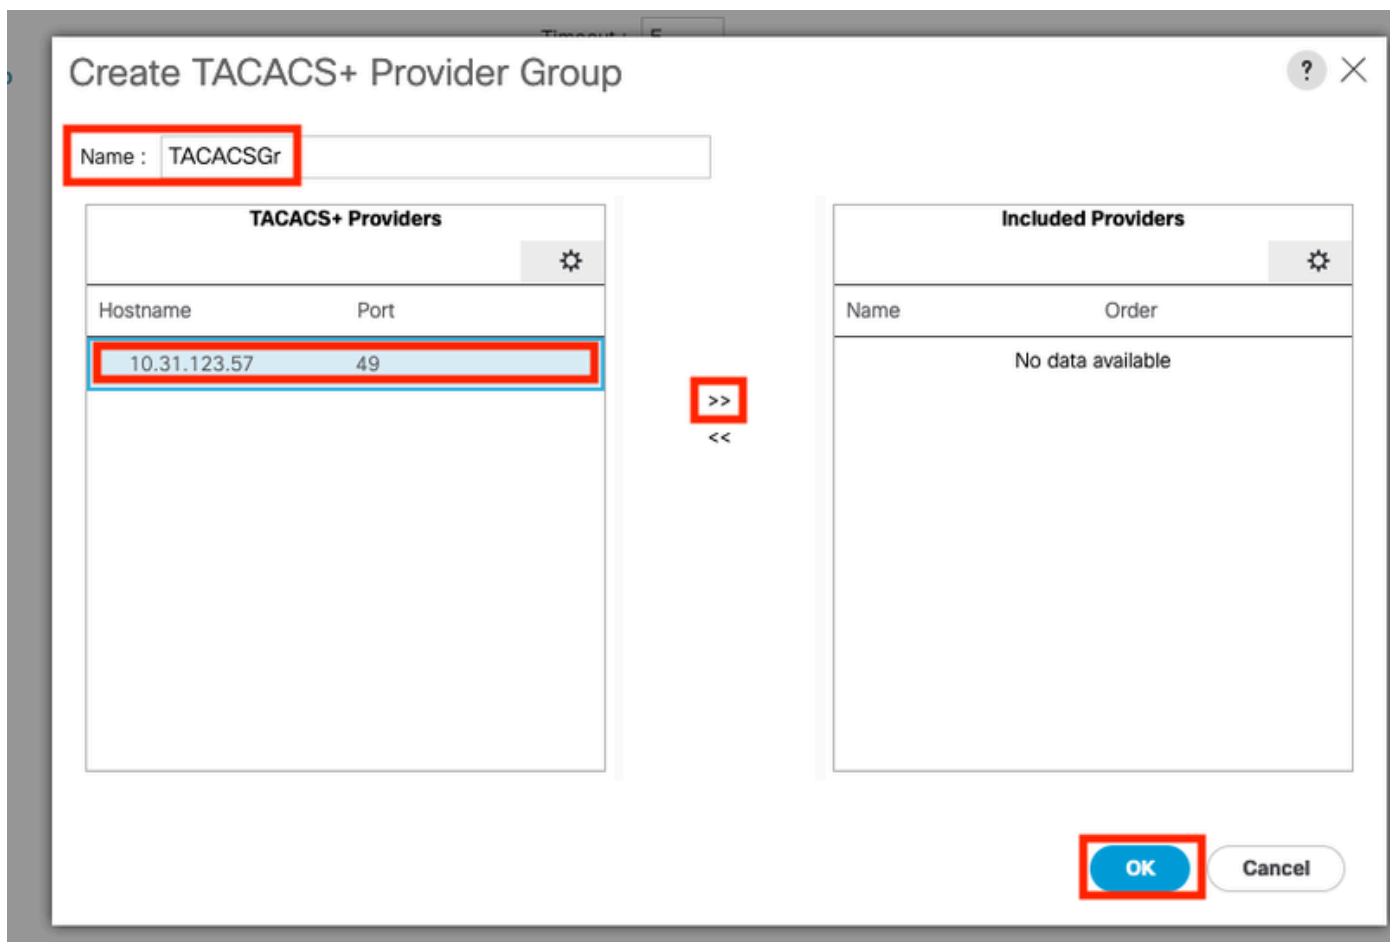 Create TACACS+ Provider Group
?
Name : TACACSGr
TACACS+ Providers
Included Providers
Hostname Port
Name Order
10.31.123.57 49
No data available
>>
<<
OK
Cancel